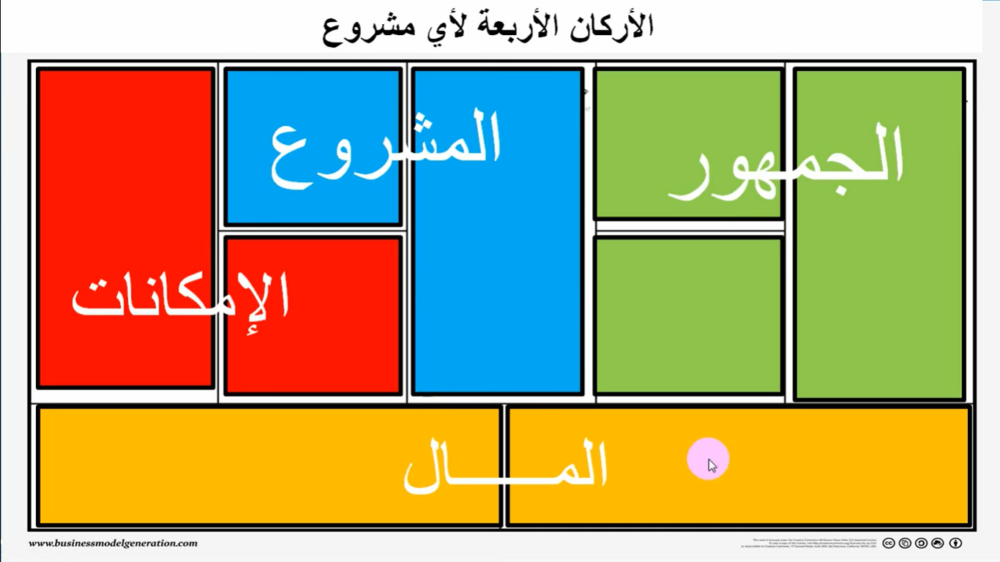 الأركان الأربعة لأي مشروع
الجمهور
المشروع
الإمكانات
المـــــال
www.businessmodelgeneration.com